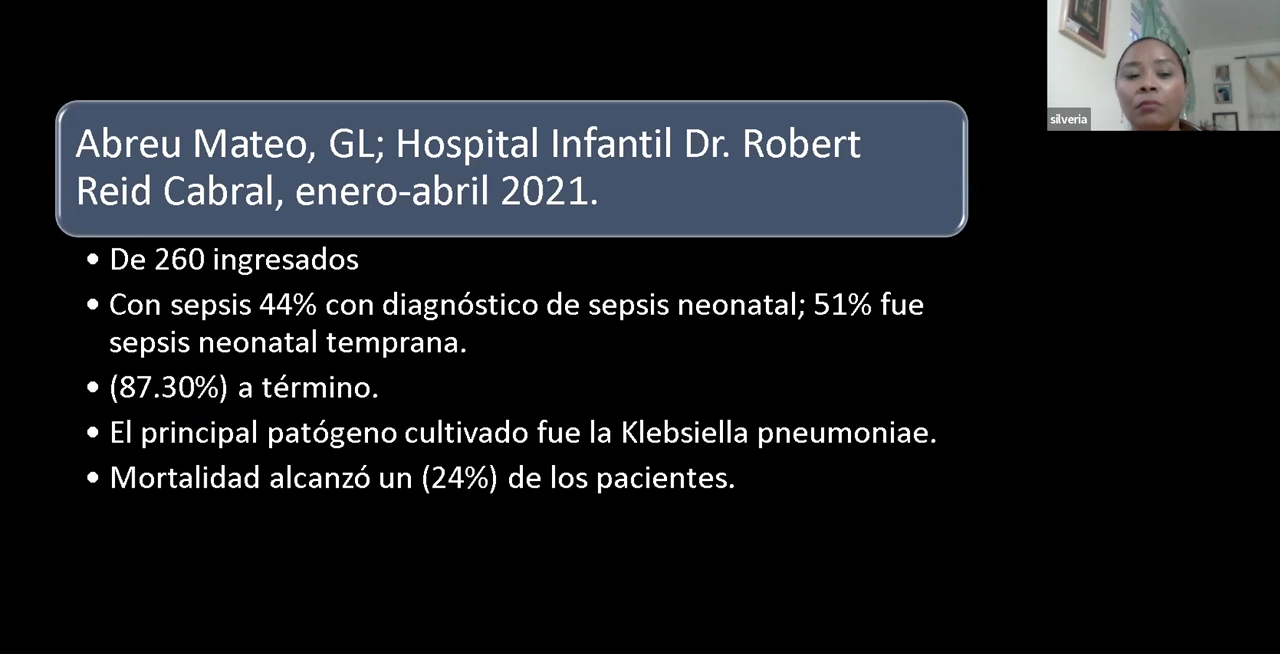 Abreu Mateo, GL; Hospital Infantil Dr. Robert
Reid Cabral, enero-abril 2021.
• De 260 ingresados
• Con sepsis 44% con diagnóstico de sepsis neonatal; 51% fue
sepsis neonatal temprana.
• (87.30%) a término.
• El principal patógeno cultivado fue la Klebsiella pneumoniae.
• Mortalidad alcanzó un (24%) de los pacientes.
silveria